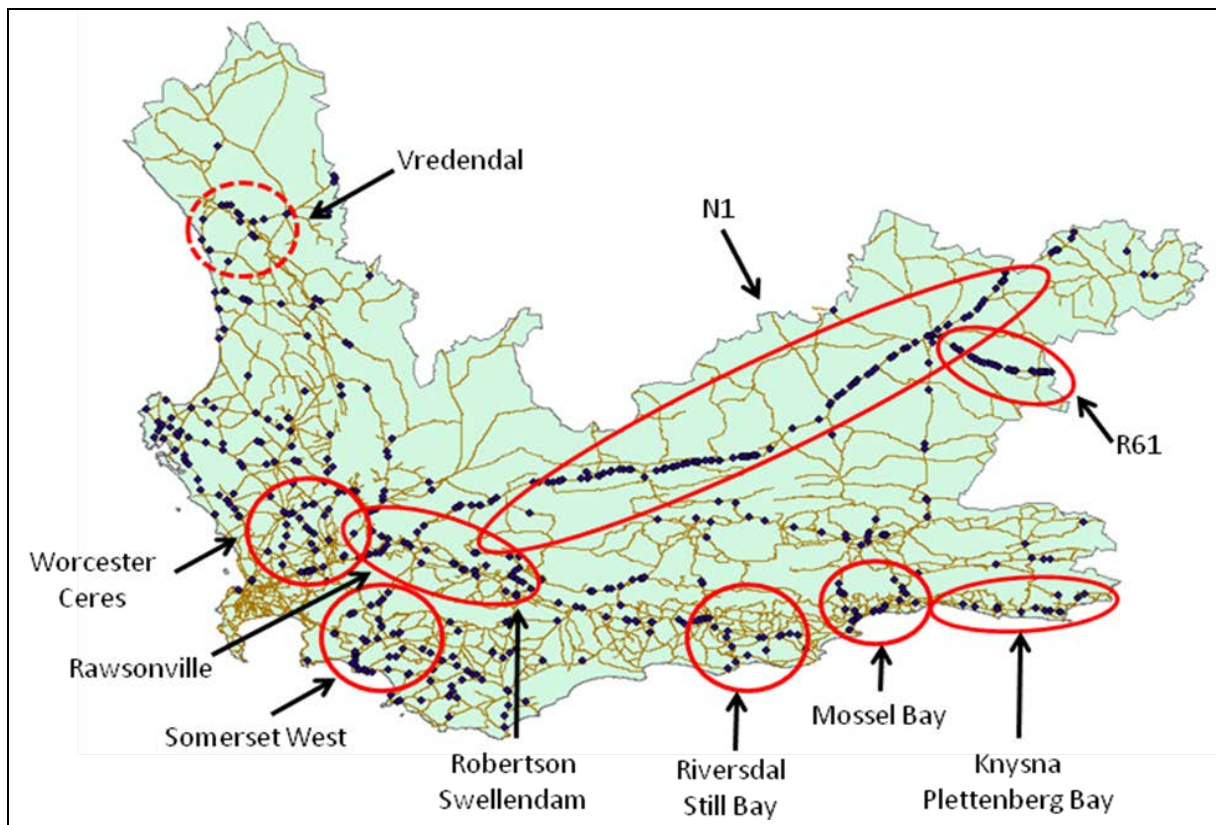 Vredendal
N1
R61
Worcester
Ceres
Rawsonville
Somerset West
Robertson
Swellendam
Riversdal
Still Bay
Mossel Bay
Knysna
Plettenberg Bay